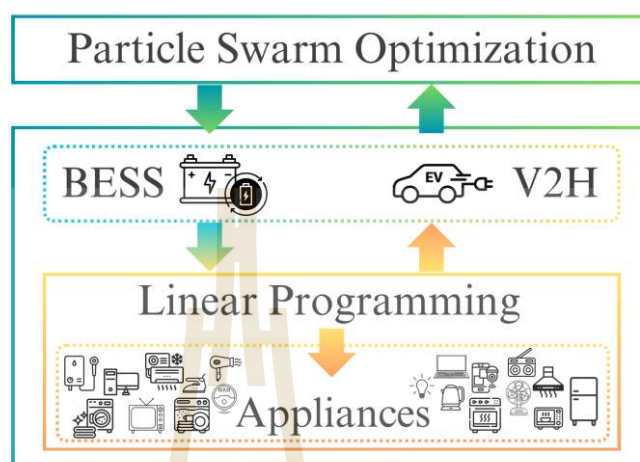 Particle Swarm Optimization
BESS
EV
V2H
Linear Programming
Appliances